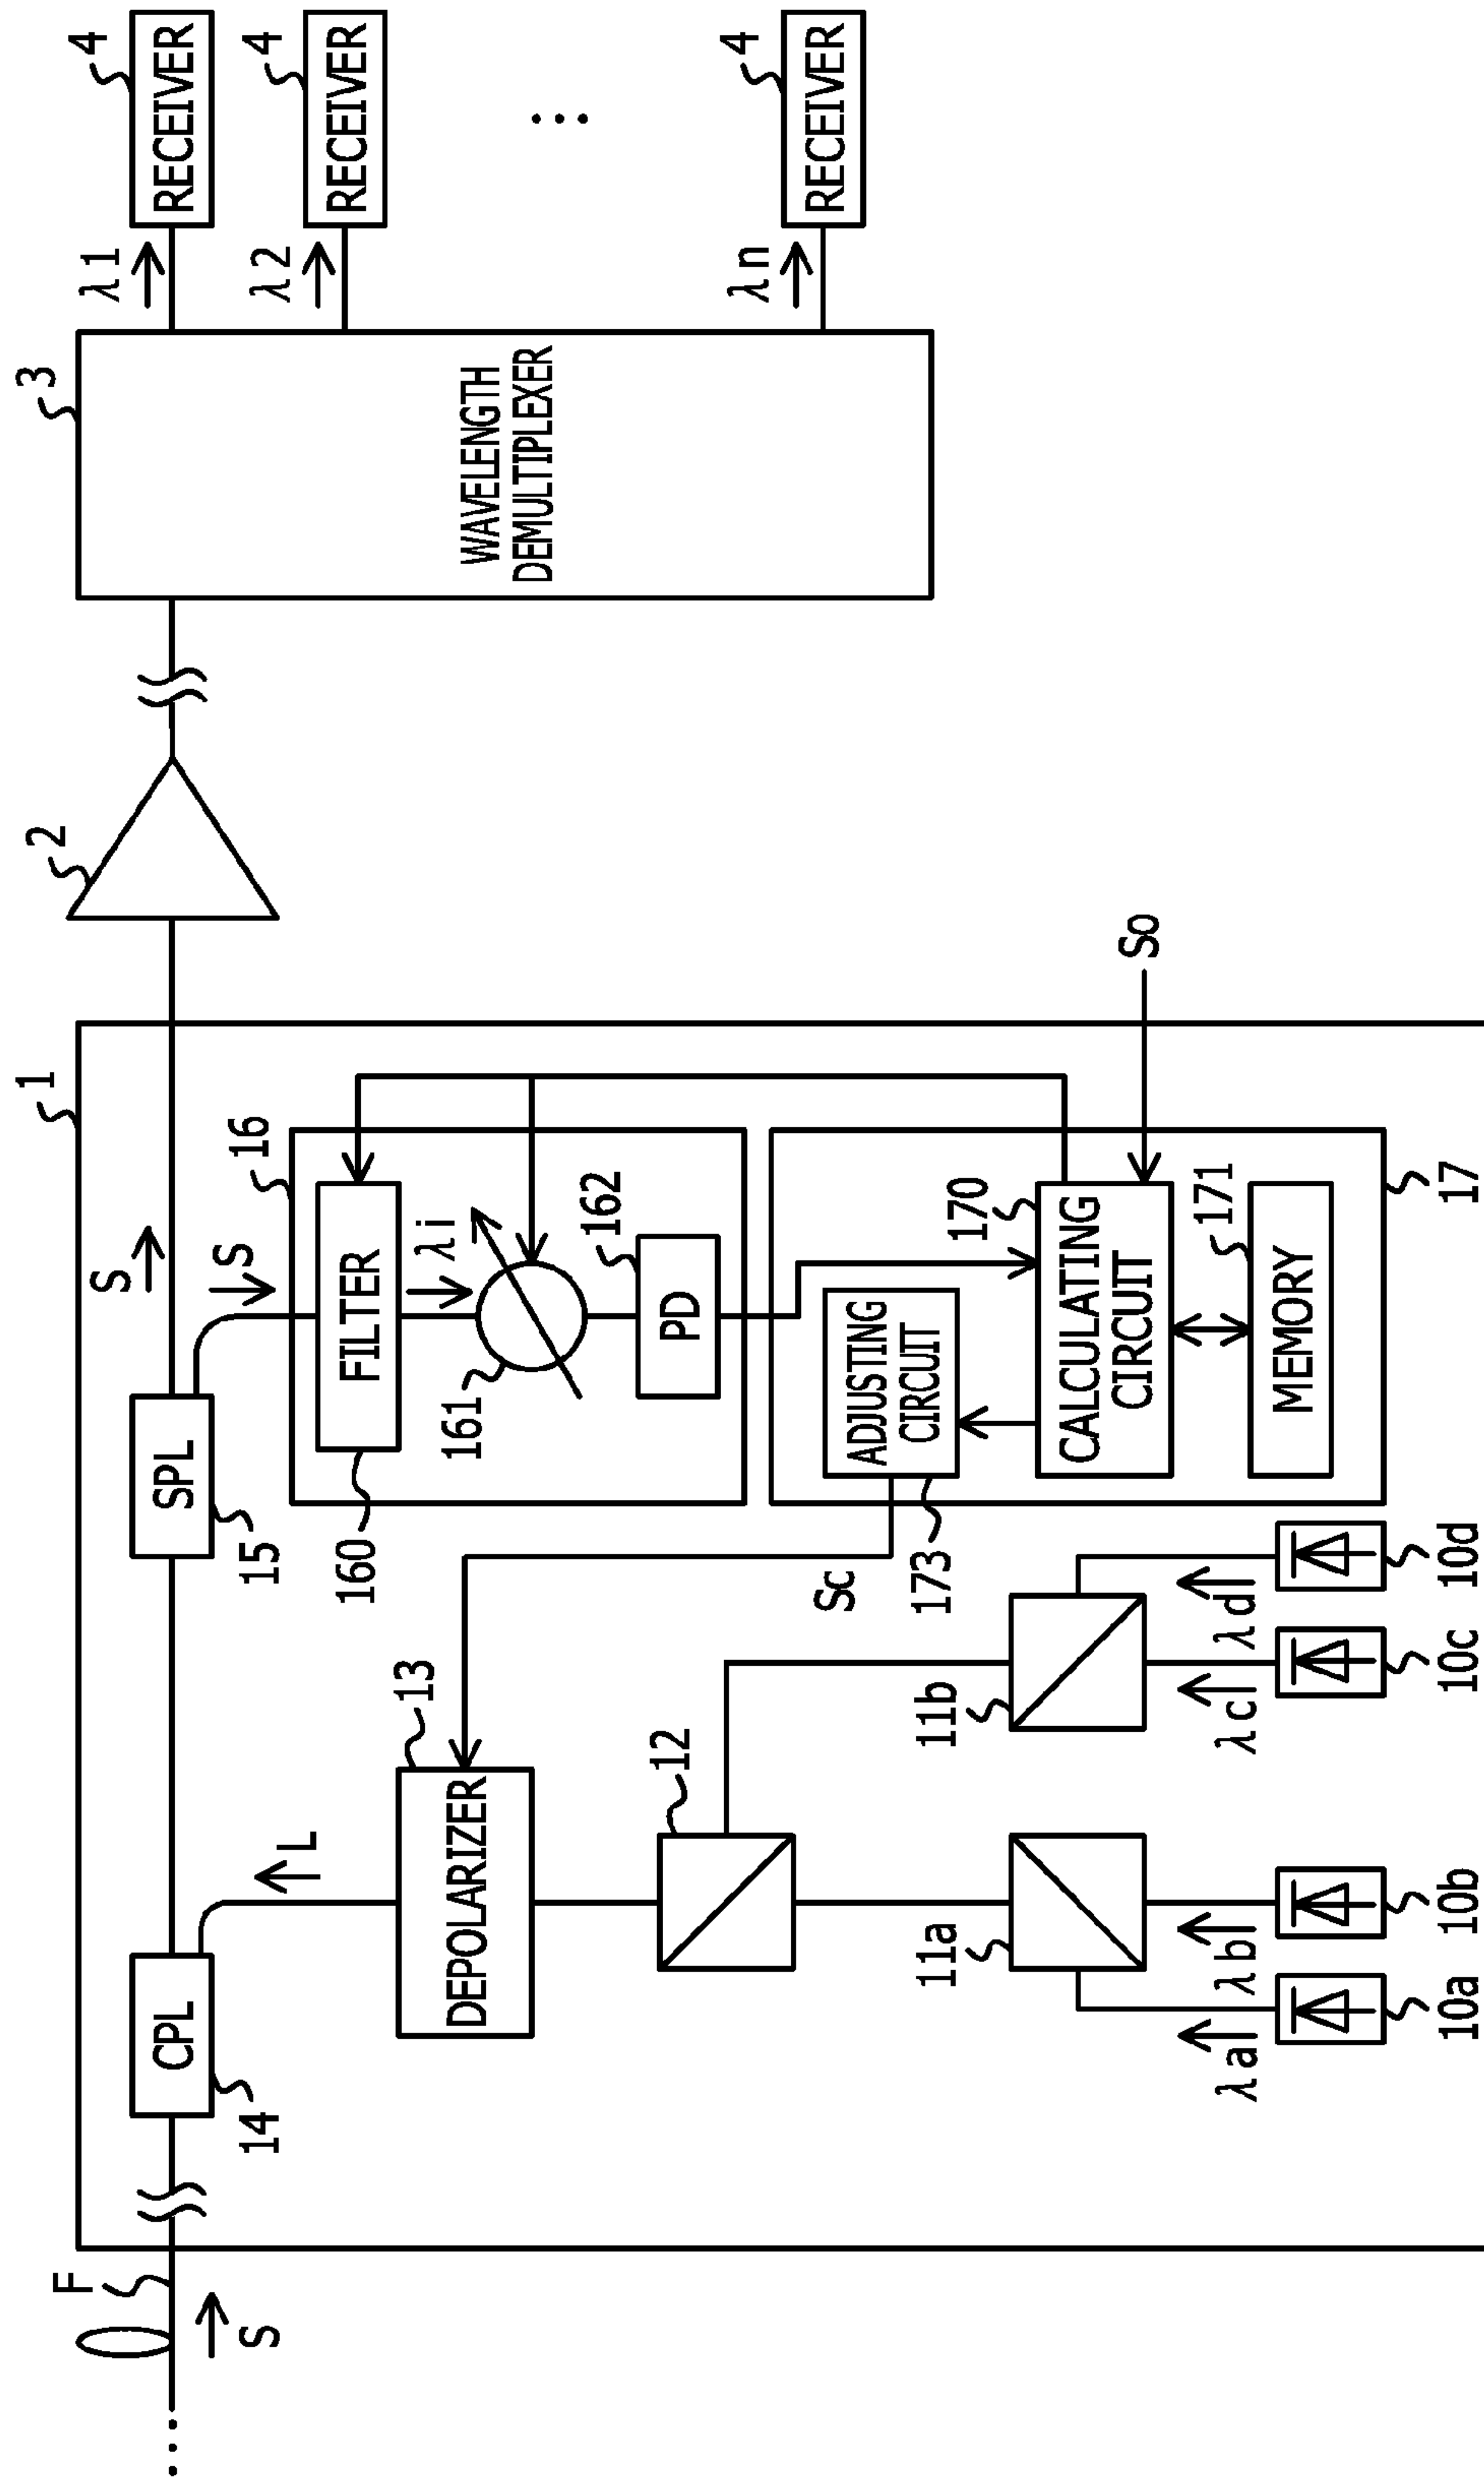 1
2
3
4
RECEIVER
4
RECEIVER
4
RECEIVER
λ1
λ2
λn
WAVELENGTH
DEMULTIPLEXER
F
S
CPL
14
SPL
15
S
S
L
DEPOLARIZER
13
12
11a
11b
λa
λb
λc
λd
10a
10b
10c
10d
16
FILTER
160
λi
161
PD
162
ADJUSTING
CIRCUIT
173
Sc
CALCULATING
CIRCUIT
170
MEMORY
171
17
So